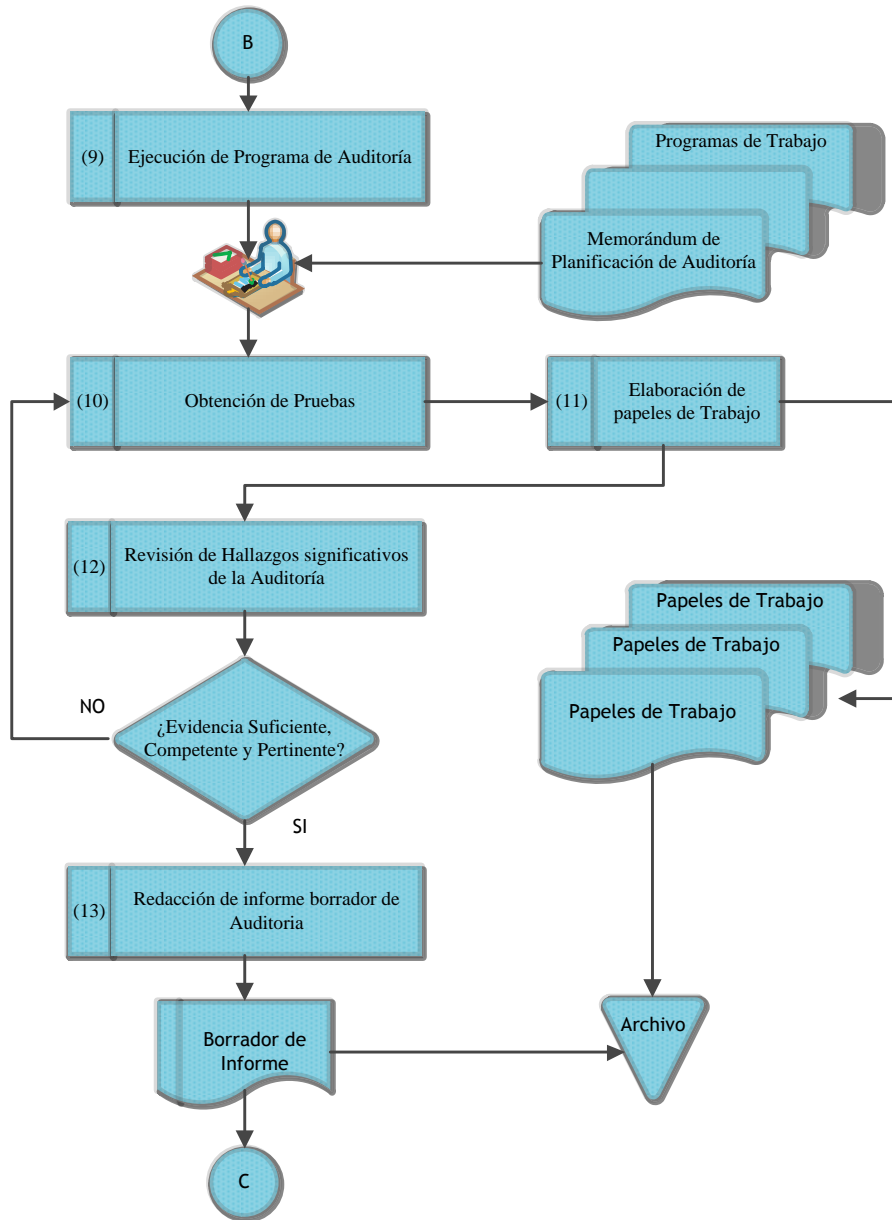 B
(9)
Ejecución de Programa de Auditoría
Programas de Trabajo
Memorándum de
Planificación de Auditoría
(10)
Obtención de Pruebas
(11)
Elaboración de
papeles de Trabajo
(12)
Revisión de Hallazgos significativos
de la Auditoría
Papeles de Trabajo
Papeles de Trabajo
Papeles de Trabajo
NO
¿Evidencia Suficiente,
Competente y Pertinente?
SI
(13)
Redacción de informe borrador de
Auditoria
Borrador de
Informe
Archivo
C